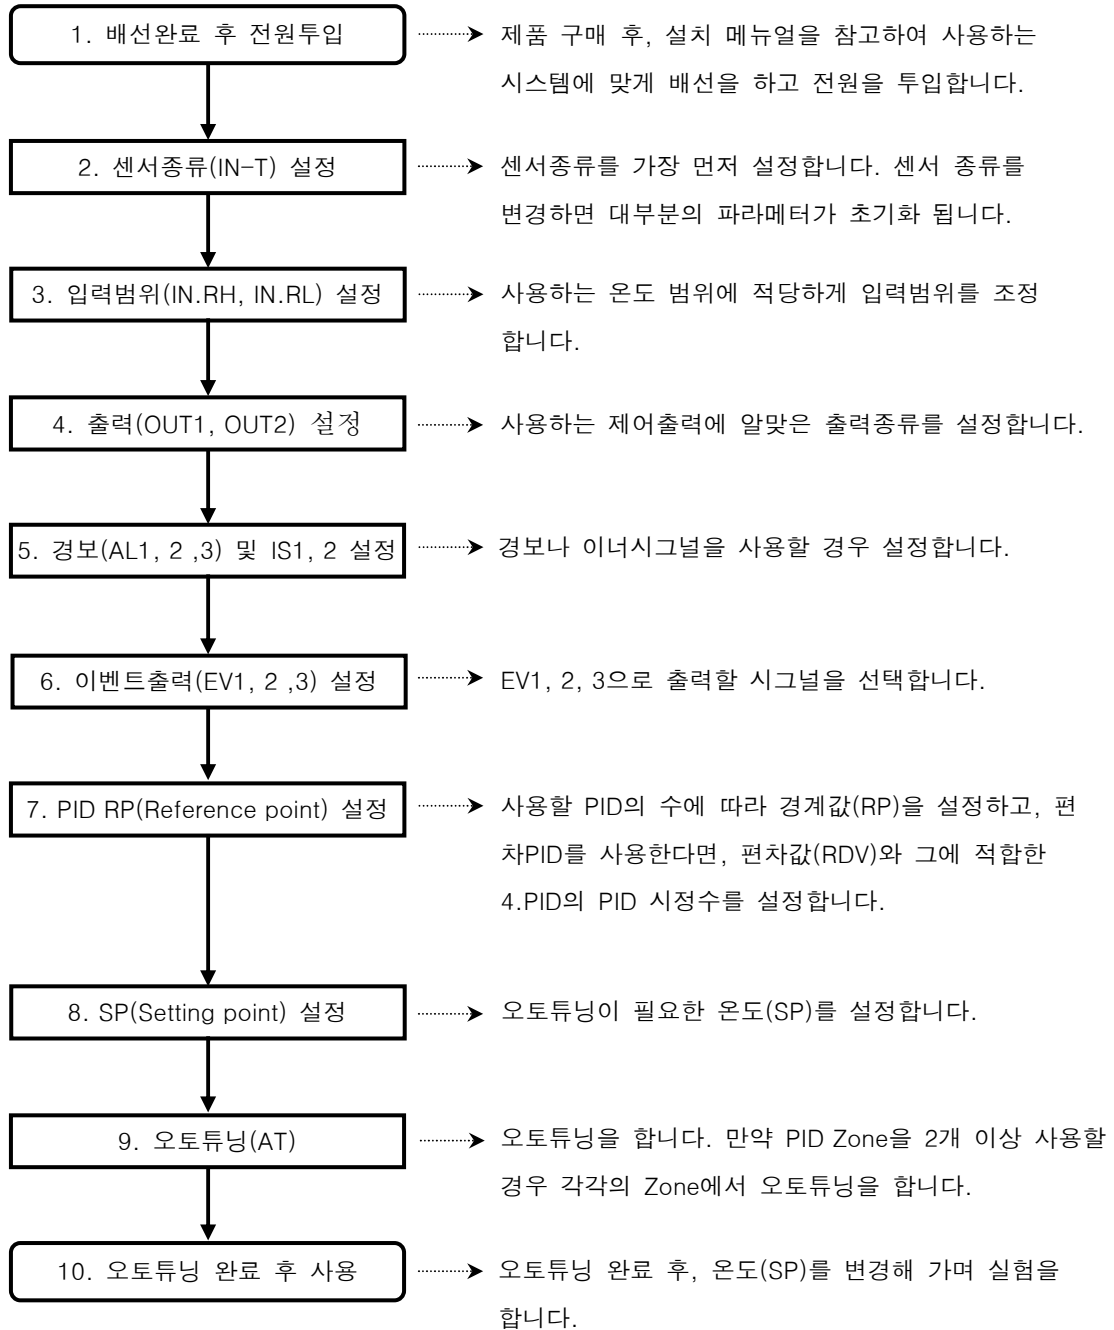 1. 배선완료 후 전원투입
제품 구매 후, 설치 메뉴얼을 참고하여 사용하는
시스템에 맞게 배선을 하고 전원을 투입합니다.
2. 센서종류(IN-T) 설정
센서종류를 가장 먼저 설정합니다. 센서 종류를
변경하면 대부분의 파라메터가 초기화 됩니다.
3. 입력범위(IN.RH, IN.RL) 설정
사용하는 온도 범위에 적당하게 입력범위를 조정
합니다.
4. 출력(OUT1, OUT2) 설정
사용하는 제어출력에 알맞은 출력종류를 설정합니다.
5. 경보(AL1, 2 ,3) 및 IS1, 2 설정
경보나 이너시그널을 사용할 경우 설정합니다.
6. 이벤트출력(EV1, 2 ,3) 설정
EV1, 2, 3으로 출력할 시그널을 선택합니다.
7. PID RP(Reference point) 설정
사용할 PID의 수에 따라 경계값(RP)을 설정하고, 편
차PID를 사용한다면, 편차값(RDV)와 그에 적합한
4.PID의 PID 시정수를 설정합니다.
8. SP(Setting point) 설정
오토튜닝이 필요한 온도(SP)를 설정합니다.
9. 오토튜닝(AT)
오토튜닝을 합니다. 만약 PID Zone을 2개 이상 사용할
경우 각각의 Zone에서 오토튜닝을 합니다.
10. 오토튜닝 완료 후 사용
오토튜닝 완료 후, 온도(SP)를 변경해 가며 실험을
합니다.